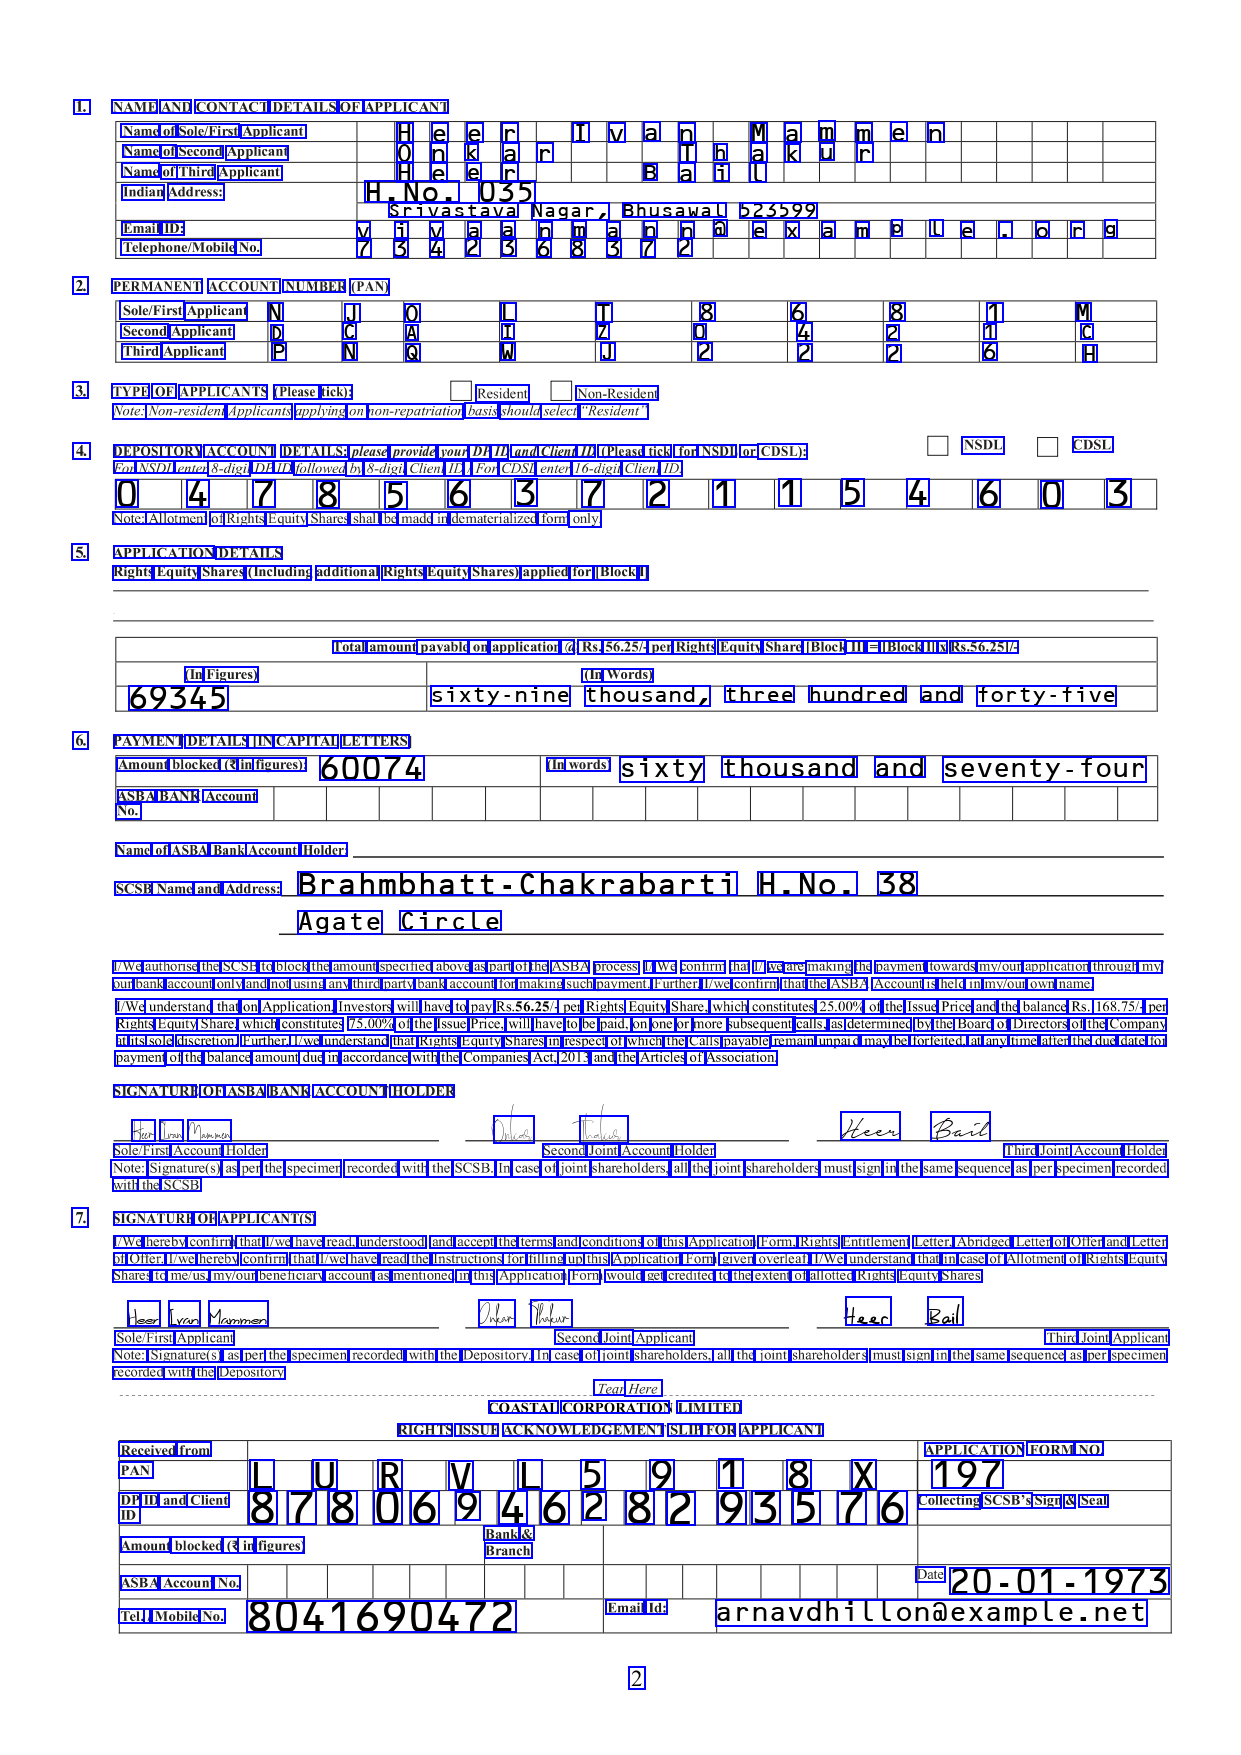 1. NAME AND CONTACT DETAILS OF APPLICANT
Name of Sole/First Applicant H e e r I v a n M a m m e n
Name of Second Applicant O n k a r T h a k u r
Name of Third Applicant H e e r B a i l
Indian Address: H.No. 035
Srivastava Nagar, Bhusawal 523599
Email ID: v i v a a n m a n n @ e x a m p l e . o r g
Telephone/Mobile No. 7 3 4 2 3 6 8 3 7 2
2. PERMANENT ACCOUNT NUMBER (PAN)
Sole/First Applicant N J O L T 8 6 8 1 M
Second Applicant D C A I Z 0 4 2 1 C
Third Applicant P N Q W J 2 2 2 6 H
3. TYPE OF APPLICANTS (Please tick): Resident Non-Resident
Note: Non-resident Applicants applying on non-repatriation basis should select "Resident"
4. DEPOSITORY ACCOUNT DETAILS: please provide your DP ID and Client ID (Please tick for NSDL or CDSL): NSDL CDSL
For NSDL enter 8-digit DP ID followed by 8-digit Client ID / For CDSL enter 16-digit Client ID.
0 4 7 8 5 6 3 7 2 1 1 5 4 6 0 3
Note: Allotment of Rights Equity Shares shall be made in dematerialized form only.
5. APPLICATION DETAILS
Rights Equity Shares (Including additional Rights Equity Shares) applied for [Block I]
Total amount payable on application @ Rs. 56.25/- per Rights Equity Share [Block II] = [Block I] x Rs.56.25]/-
(In Figures) (In Words)
69345 sixty-nine thousand, three hundred and forty-five
6. PAYMENT DETAILS [IN CAPITAL LETTERS]
Amount blocked (₹ in figures): 60074 (In words) sixty thousand and seventy-four
ASBA BANK Account
No.
Name of ASBA Bank Account Holder:
SCSB Name and Address: Brahmbhatt-Chakrabarti H.No. 38
Agate Circle
I/We authorise the SCSB to block the amount specified above as part of the ASBA process. I/ We confirm that I/ we are making the payment towards my/our application through my/
our bank account only and not using any third party bank account for making such payment. Further, I/we confirm that the ASBA Account is held in my/our own name.
I/We understand that on Application, Investors will have to pay Rs.56.25/- per Rights Equity Share, which constitutes 25.00% of the Issue Price and the balance Rs. 168.75/- per
Rights Equity Share, which constitutes 75.00% of the Issue Price, will have to be paid, on one or more subsequent calls, as determined by the Board of Directors of the Company
at its sole discretion. Further, I/we understand that Rights Equity Shares in respect of which the Calls payable remain unpaid may be forfeited, at any time after the due date for
payment of the balance amount due in accordance with the Companies Act, 2013 and the Articles of Association.
SIGNATURE OF ASBA BANK ACCOUNT HOLDER
Heer Ivan Mammen Onkar Thakur Heer Bail
Sole/First Account Holder Second Joint Account Holder Third Joint Account Holder
Note: Signature(s) as per the specimen recorded with the SCSB. In case of joint shareholders, all the joint shareholders must sign in the same sequence as per specimen recorded
with the SCSB
7. SIGNATURE OF APPLICANT(S)
I/We hereby confirm that I/we have read, understood and accept the terms and conditions of this Application Form, Rights Entitlement Letter, Abridged Letter of Offer and Letter
of Offer. I/we hereby confirm that I/we have read the Instructions for filling up this Application Form given overleaf. I/We understand that in case of Allotment of Rights Equity
Shares to me/us, my/our beneficiary account as mentioned in this Application Form would get credited to the extent of allotted Rights Equity Shares
Heer Ivan Mammen Onkar Thakur Heer Bail
Sole/First Applicant Second Joint Applicant Third Joint Applicant
Note: Signature(s) as per the specimen recorded with the Depository. In case of joint shareholders, all the joint shareholders must sign in the same sequence as per specimen
recorded with the Depository
Tear Here
COASTAL CORPORATION LIMITED
RIGHTS ISSUE ACKNOWLEDGEMENT SLIP FOR APPLICANT
Received from APPLICATION FORM NO.
PAN L U R V L 5 9 1 8 X 197
DP ID and Client 8 7 8 0 6 9 4 6 2 8 2 9 3 5 7 6 Collecting SCSB's Sign & Seal
ID
Amount blocked (₹ in figures) Bank &
Branch
ASBA Account No. Date 20-01-1973
Tel., Mobile No. 8041690472 Email Id: arnavdhillon@example.net
2